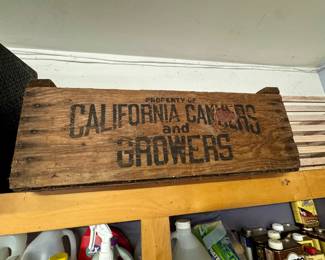 PROPERTY OF
CALIFORNIA CANNERS
and
GROWERS